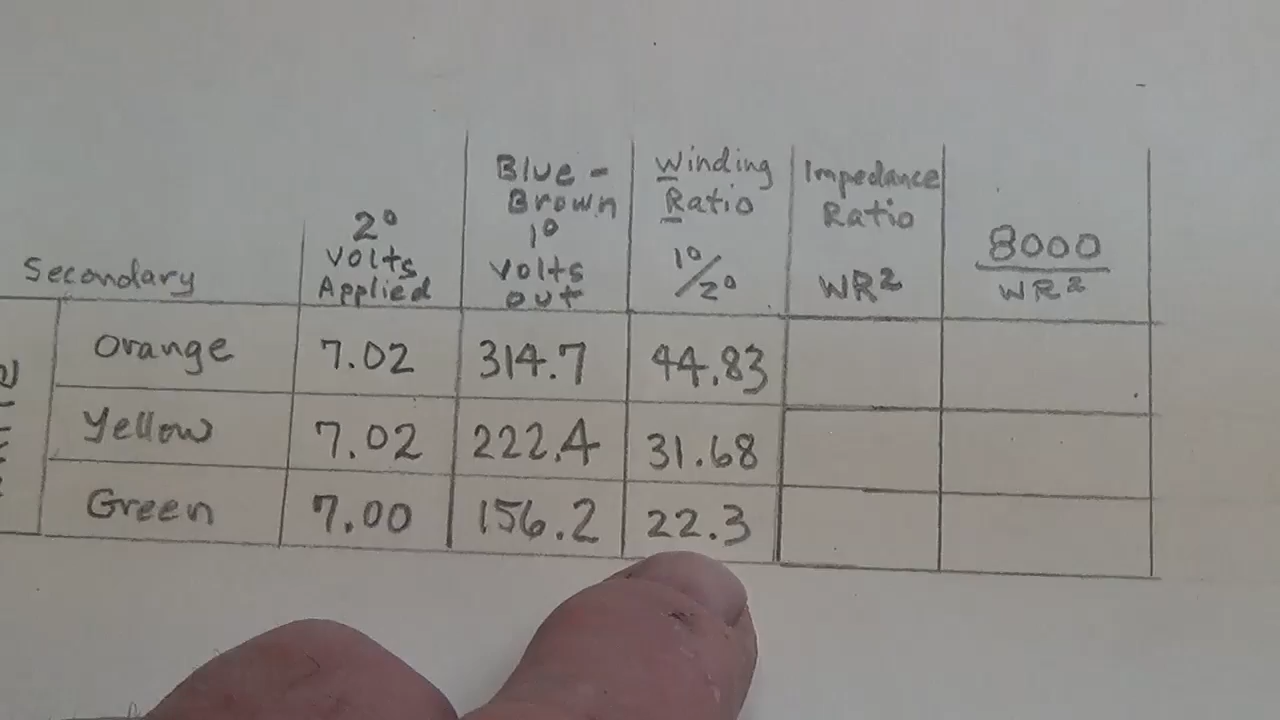 Secondary
2° Volts Applied
Blue - Brown 1° Volts out
Winding Ratio 1°/2°
Impedance Ratio WR²
8000 / WR²
Orange 7.02 314.7 44.83
Yellow 7.02 222.4 31.68
Green 7.00 156.2 22.3